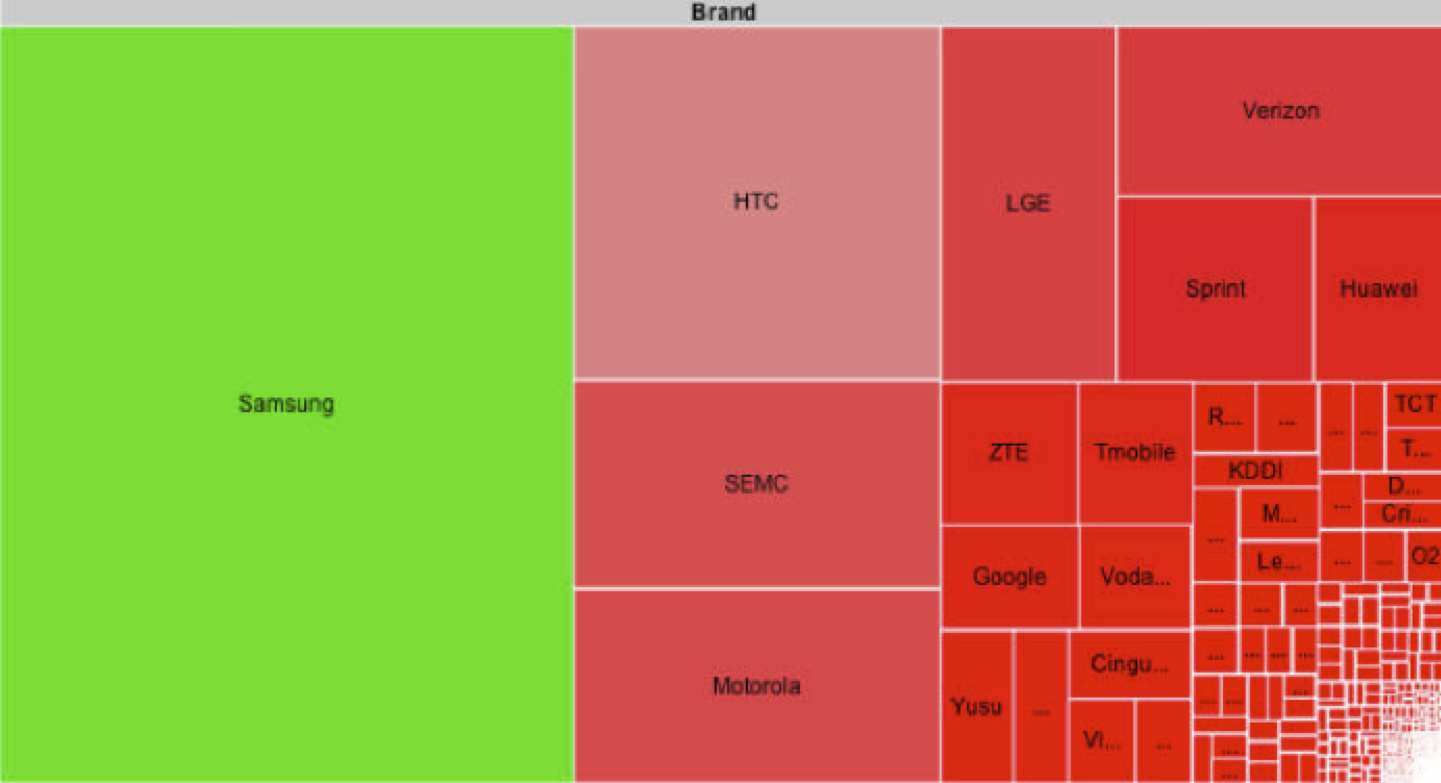 Brand
Samsung
HTC
SEMC
Motorola
LGE
Verizon
Sprint
Huawei
ZTE
Tmobile
Google
Voda...
Yusu
...
Cingu...
VI...
...
R...
...
KDDI
...
M...
Le...
...
...
TCT
T...
...
D...
Cri...
...
...
O2
...
...
...
...
...
...
...
...
...
...
...
...